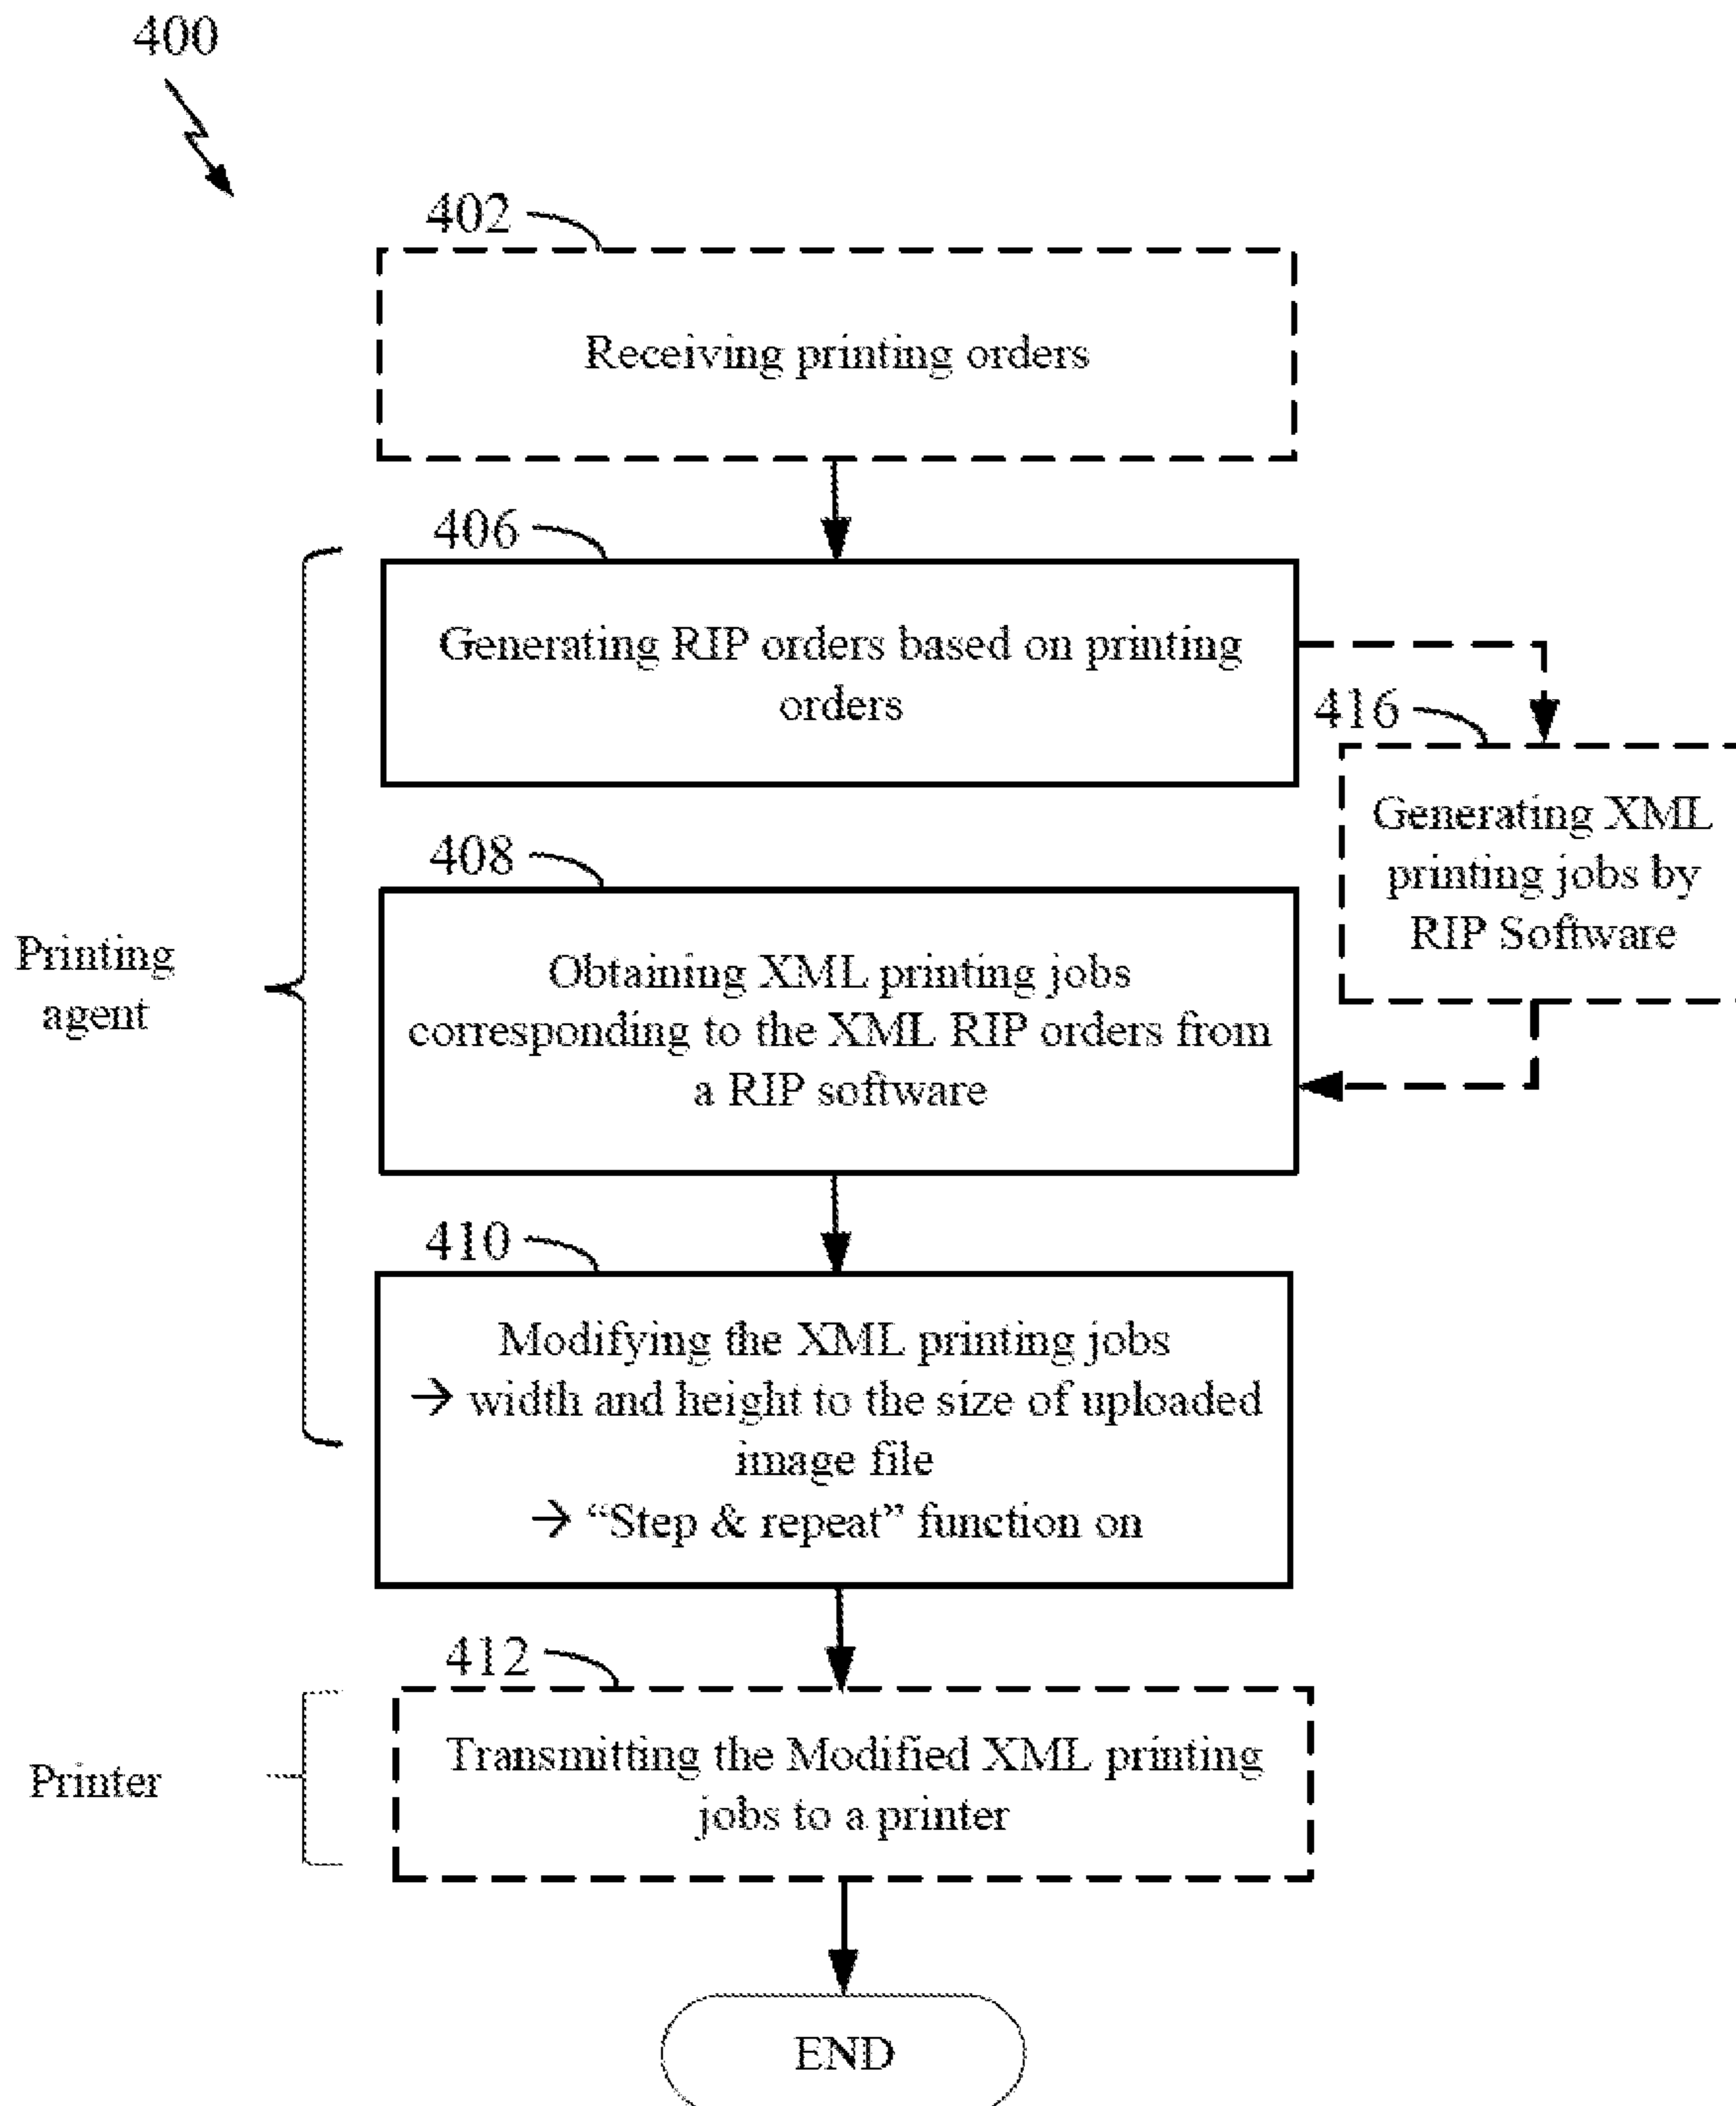 400
402
Receiving printing orders
406
Generating RIP orders based on printing
orders
416
Generating XML
printing jobs by
RIP Software
408
Obtaining XML printing jobs
corresponding to the XML RIP orders from
a RIP software
Printing
agent
410
Modifying the XML printing jobs
→ width and height to the size of uploaded
image file
→ “Step & repeat” function on
412
Transmitting the Modified XML printing
jobs to a printer
Printer
END